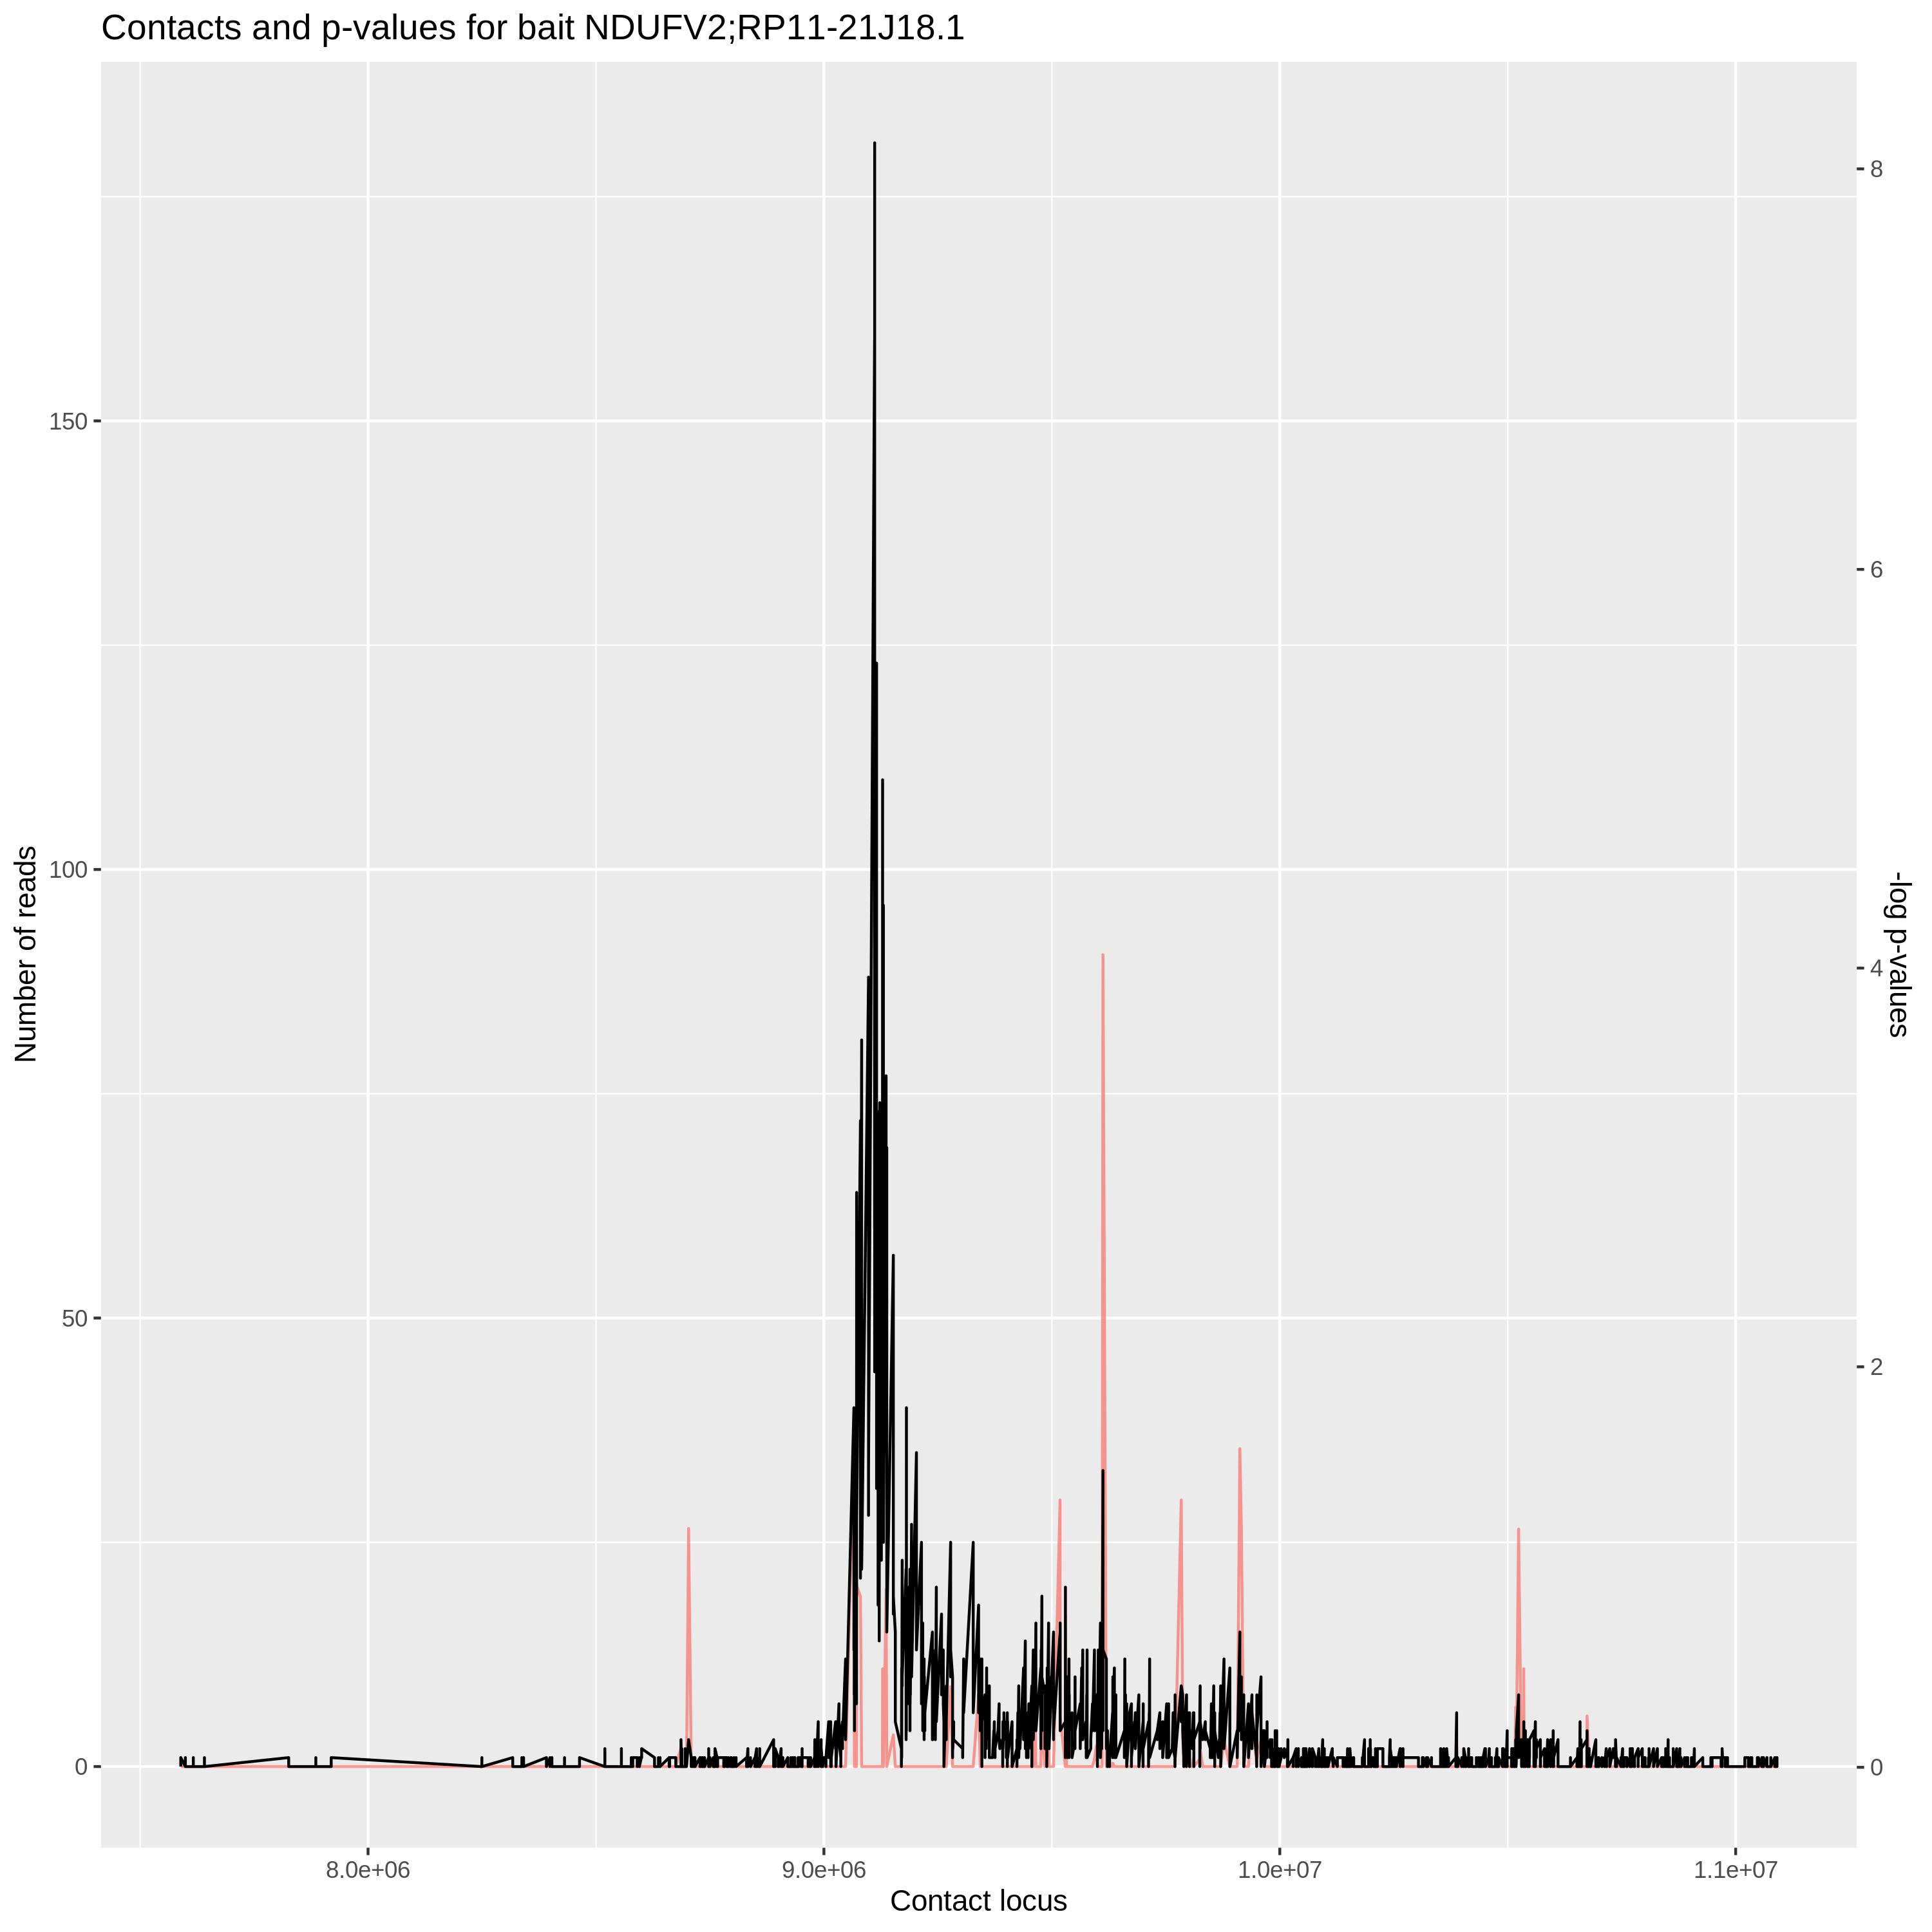 Contacts and p-values for bait NDUFV2;RP11-21J18.1
Number of reads
150
100
50
0
8
6
4
2
0
-log p-values
8.0e+06
9.0e+06
1.0e+07
1.1e+07
Contact locus